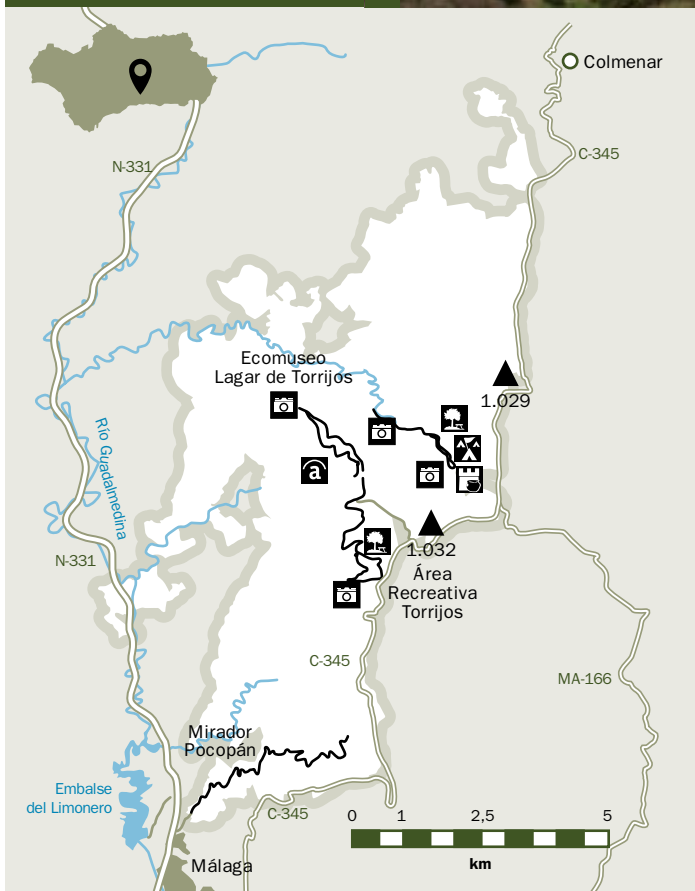 Colmenar
C-345
N-331
Ecomuseo
Lagar de Torrijos
1.029
Río Guadalmedina
a
1.032
Área
Recreativa
Torrijos
N-331
C-345
MA-166
Mirador
Pocopán
Embalse
del Limonero
C-345
0 1 2,5 5
km
Málaga